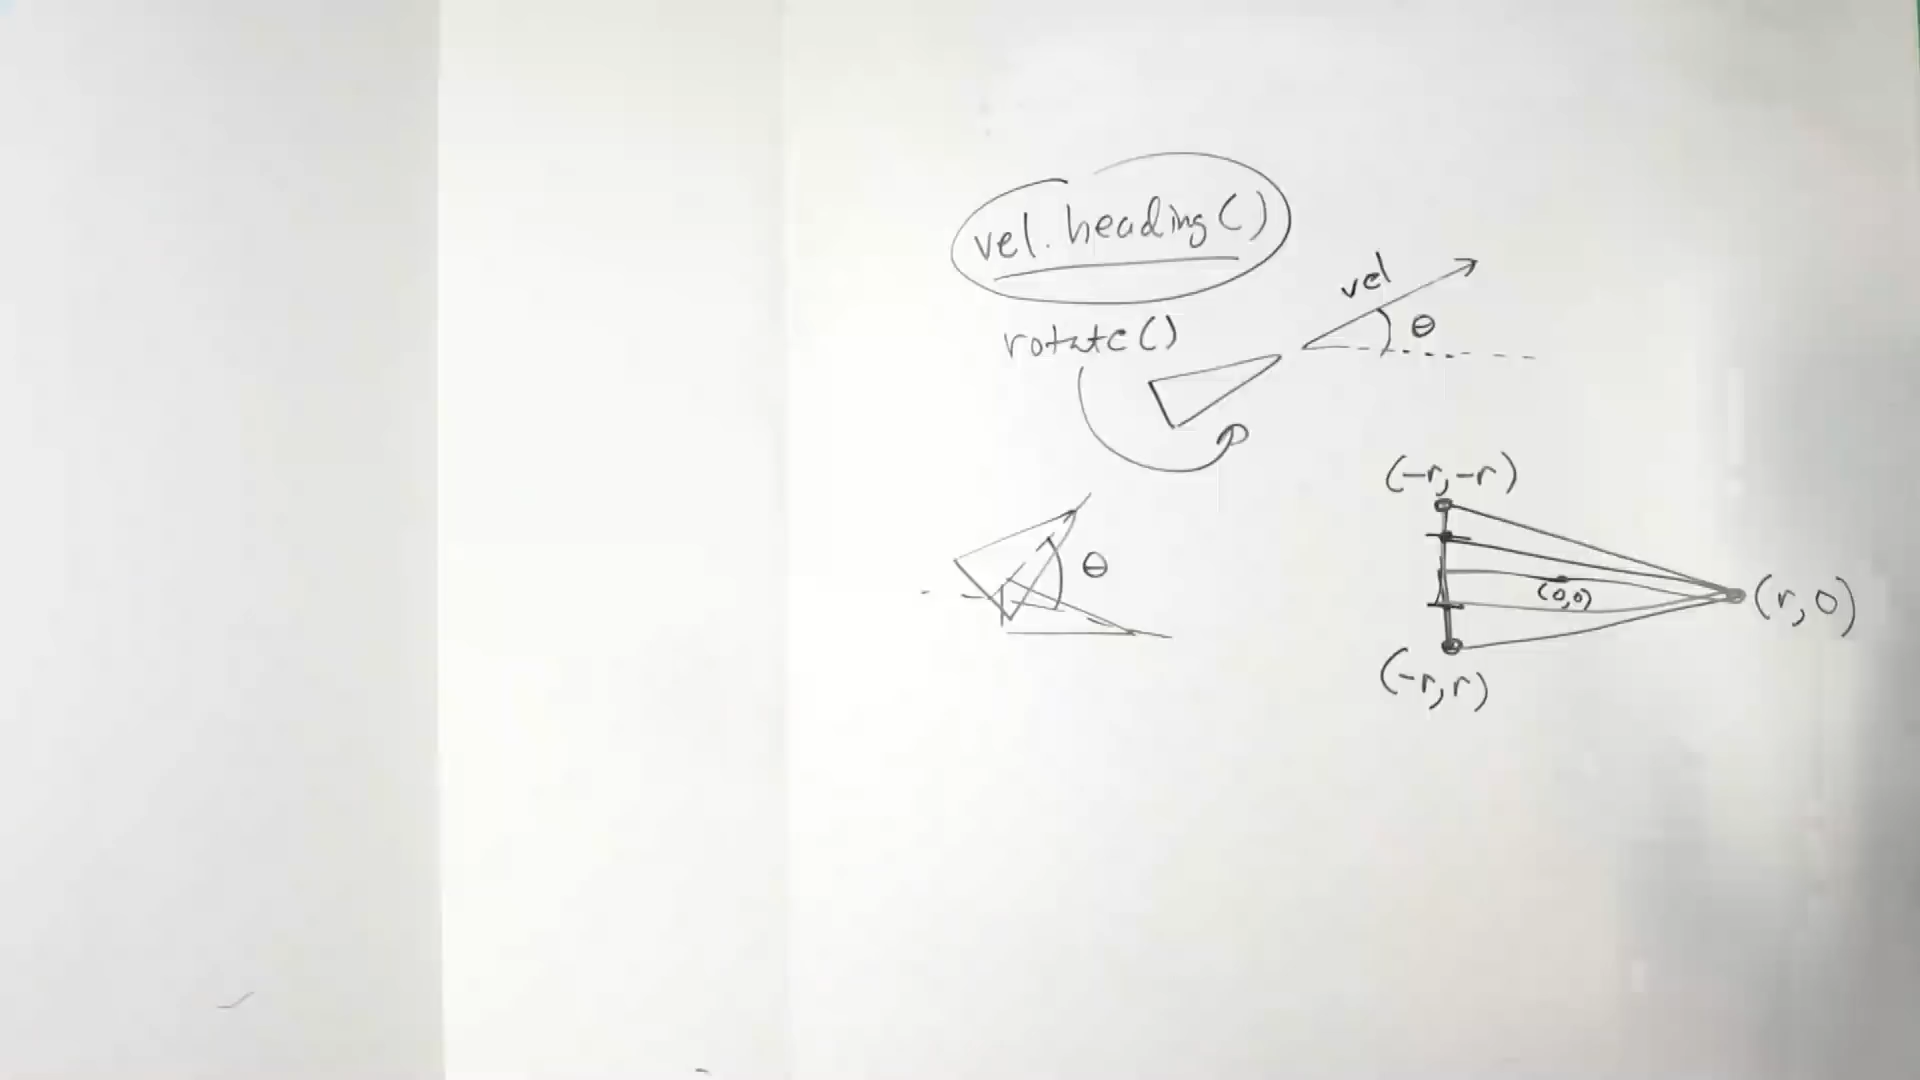 vel.heading()
vel
θ
rotate()
(-r,-r)
θ
(0,0)
(r,0)
(-r,r)